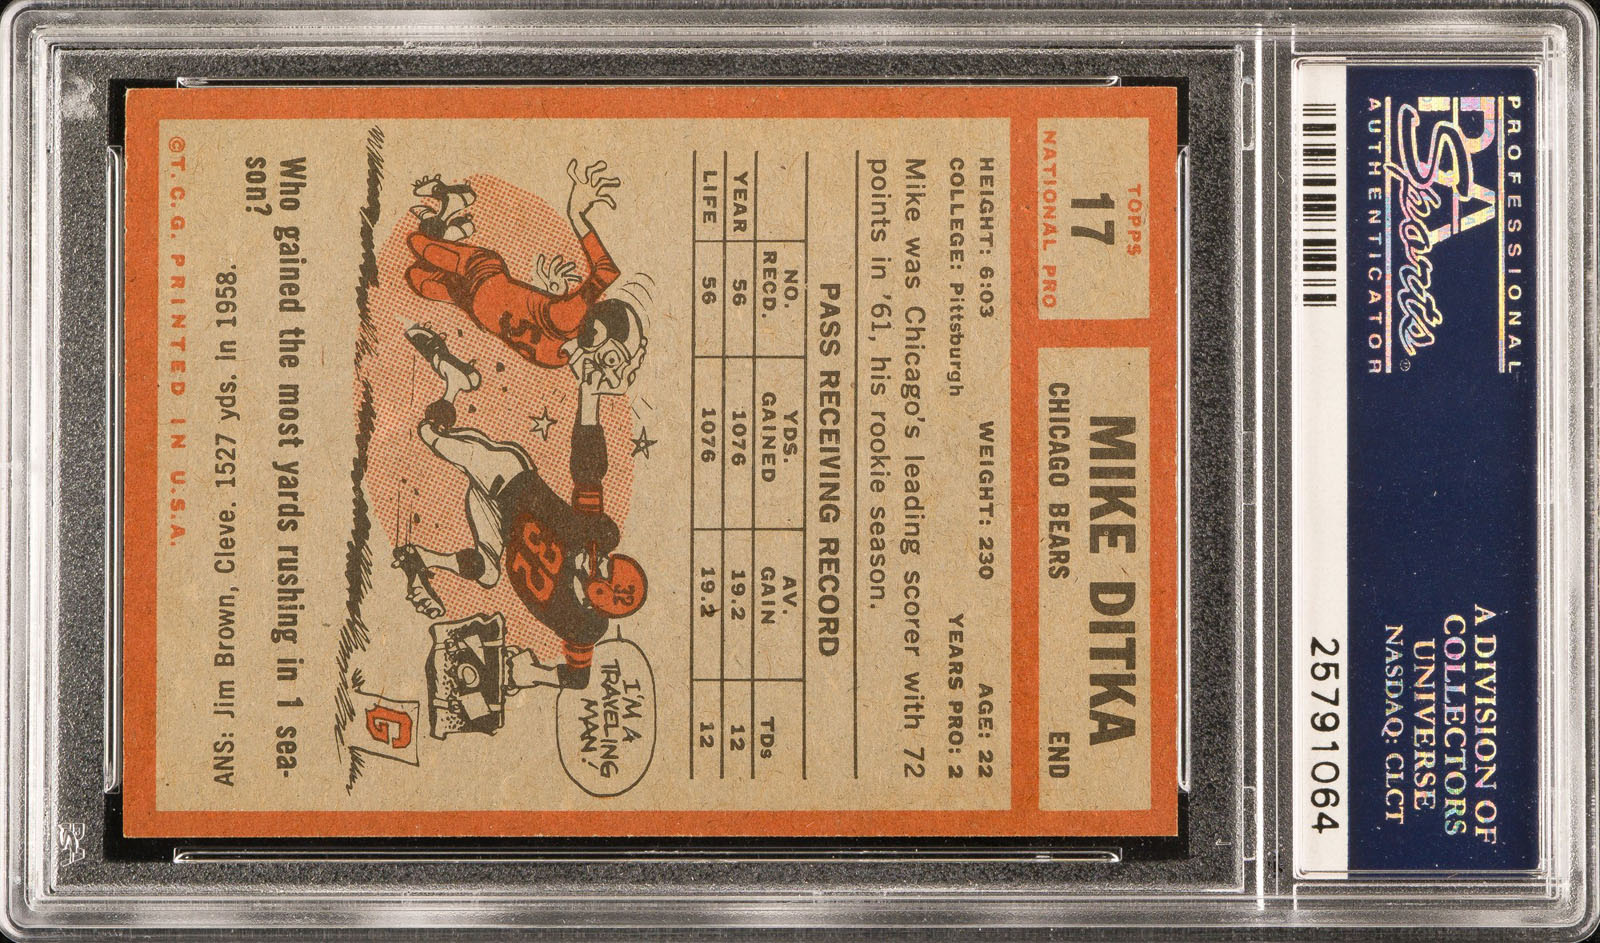 PROFESSIONAL
PSA
Sports®
AUTHENTICATOR
A DIVISION OF
COLLECTORS
UNIVERSE
NASDAQ: CLCT
25791064
TOPPS
17
NATIONAL PRO
MIKE DITKA
CHICAGO BEARS END
HEIGHT: 6:03 WEIGHT: 230 AGE: 22
COLLEGE: Pittsburgh YEARS PRO: 2
Mike was Chicago's leading scorer with 72
points in '61, his rookie season.
PASS RECEIVING RECORD
NO. YDS. AV.
RECD. GAINED GAIN TDs
YEAR 56 1076 19.2 12
LIFE 56 1076 19.2 12
I'M A
TRAVELING
MAN!
32
32
51
G
Who gained the most yards rushing in 1 sea-
son?
ANS: Jim Brown, Cleve. 1527 yds. in 1958.
©T.C.G. PRINTED IN U.S.A.
PSA